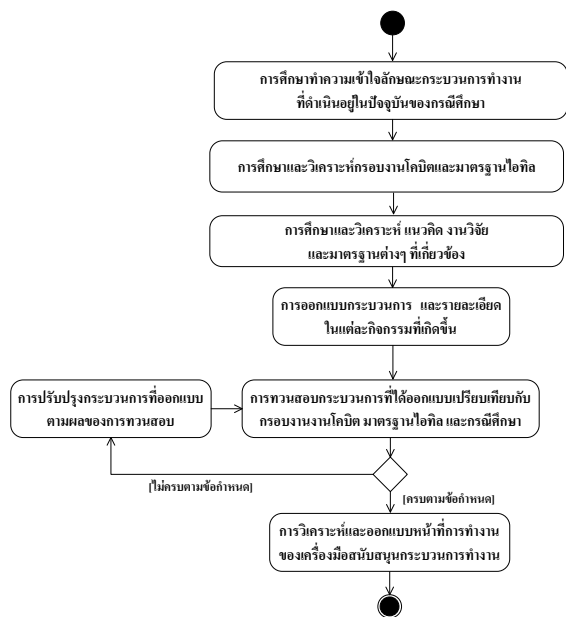 การศึกษาทำความเข้าใจลักษณะกระบวนการทำงาน
ที่ดำเนินอยู่ในปัจจุบันของกรณีศึกษา
การศึกษาและวิเคราะห์กรอบงานโคบิตและมาตรฐานไอทิล
การศึกษาและวิเคราะห์ แนวคิด งานวิจัย
และมาตรฐานต่างๆ ที่เกี่ยวข้อง
การออกแบบกระบวนการ และรายละเอียด
ในแต่ละกิจกรรมที่เกิดขึ้น
การปรับปรุงกระบวนการที่ออกแบบ
ตามผลของการทวนสอบ
การทวนสอบกระบวนการที่ได้ออกแบบเปรียบเทียบกับ
กรอบงานงานโคบิต มาตรฐานไอทิล และกรณีศึกษา
[ไม่ครบตามข้อกำหนด]
[ครบตามข้อกำหนด]
การวิเคราะห์และออกแบบหน้าที่การทำงาน
ของเครื่องมือสนับสนุนกระบวนการทำงาน